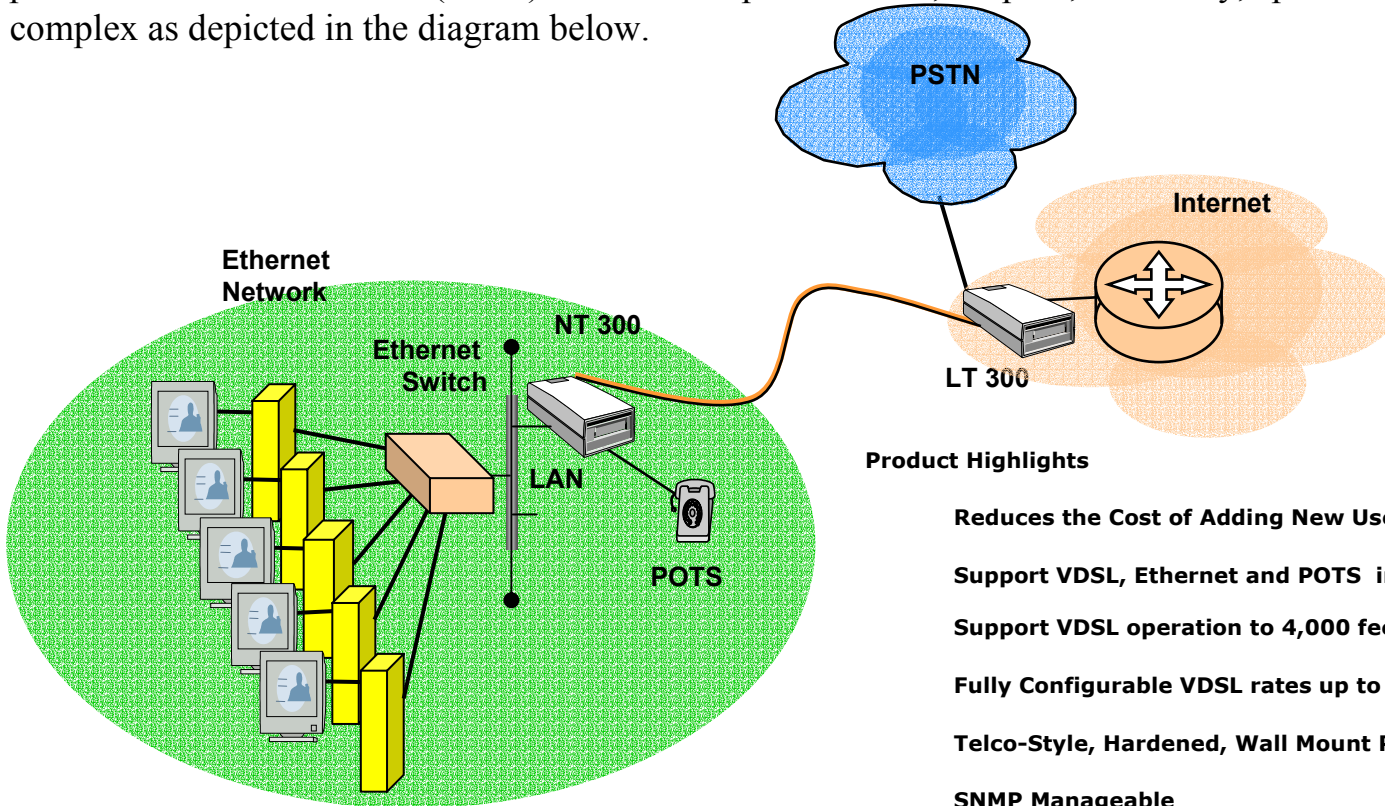 complex as depicted in the diagram below.
PSTN
Internet
Ethernet
Network
NT 300
Ethernet
Switch
LT 300
LAN
POTS
Product Highlights
Reduces the Cost of Adding New
Support VDSL, Ethernet and POTS
Support VDSL operation to 4,000
Fully Configurable VDSL rates up to
Telco-Style, Hardened, Wall Mount
SNMP Manageable